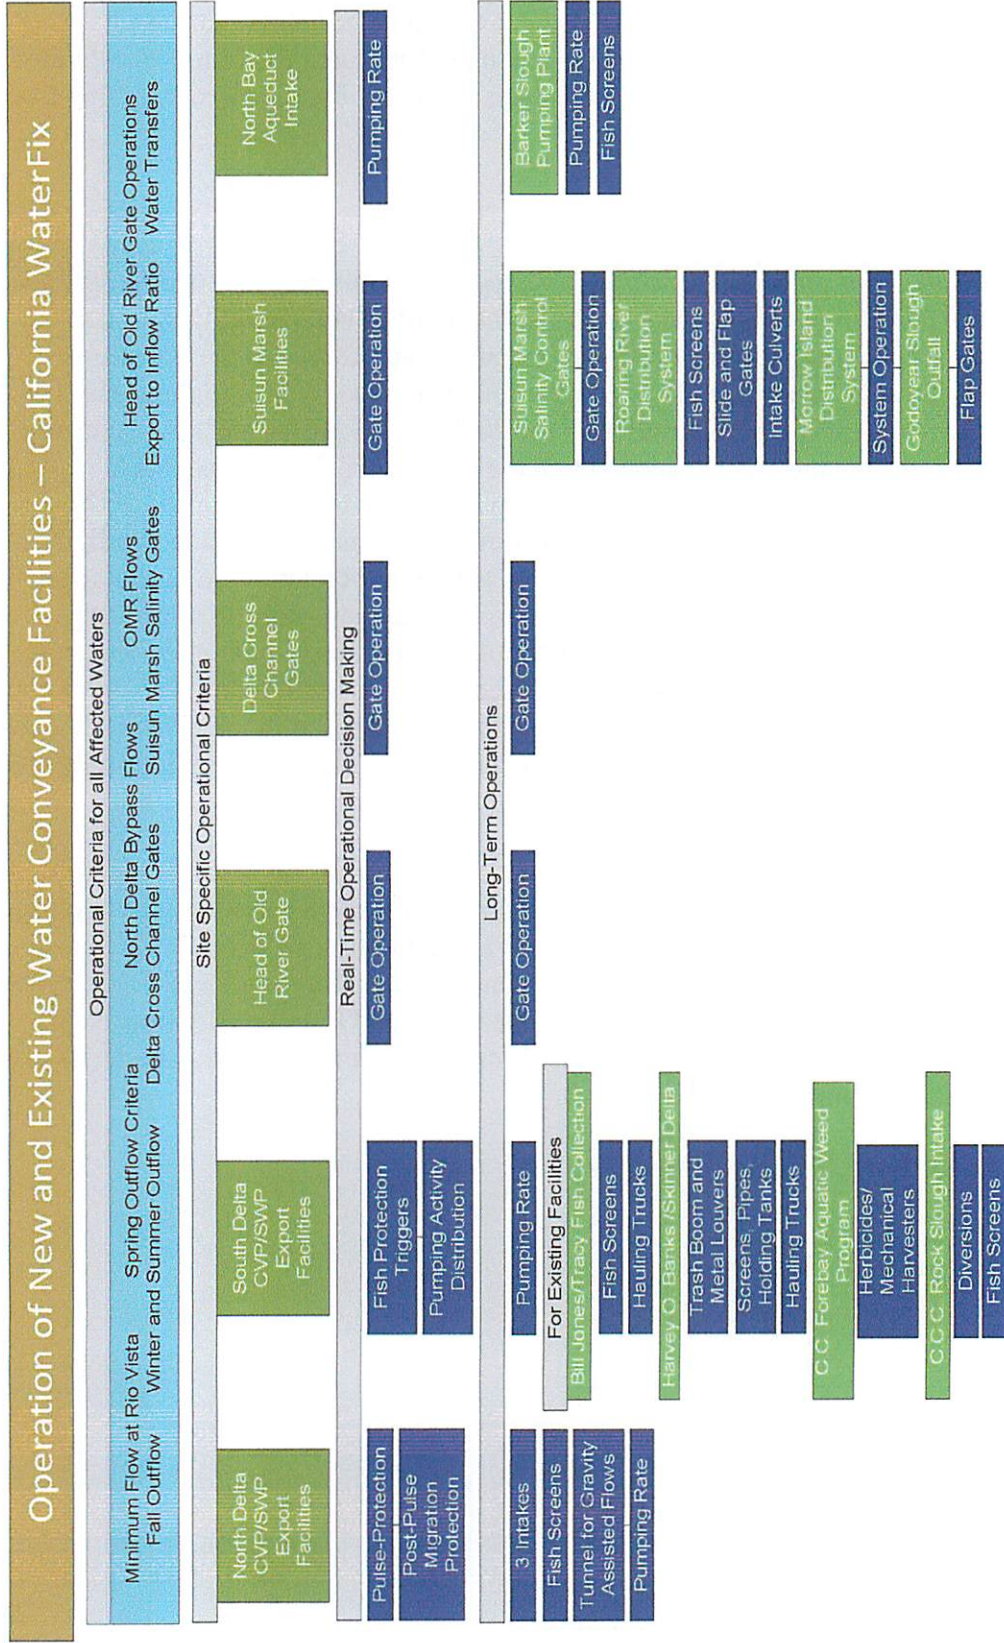 Operation of New and Existing Water Conveyance Facilities – California WaterFix
Operational Criteria for all Affected Waters
Minimum Flow at Rio Vista Spring Outflow Criteria North Delta Bypass Flows OMR Flows Head of Old River Gate Operations
Fall Outflow Winter and Summer Outflow Delta Cross Channel Gates Suisun Marsh Salinity Gates Export to Inflow Ratio Water Transfers
Site Specific Operational Criteria
North Delta
CVP/SWP
Export
Facilities
South Delta
CVP/SWP
Export
Facilities
Head of Old
River Gate
Delta Cross
Channel
Gates
Suisun Marsh
Facilities
North Bay
Aqueduct
Intake
Real-Time Operational Decision Making
Pulse-Protection
Post-Pulse
Migration
Protection
Fish Protection
Triggers
Pumping Activity
Distribution
Gate Operation
Gate Operation
Gate Operation
Pumping Rate
Long-Term Operations
3 Intakes
Fish Screens
Tunnel for Gravity
Assisted Flows
Pumping Rate
Pumping Rate
For Existing Facilities
Bill Jones/Tracy Fish Collection
Fish Screens
Hauling Trucks
Harvey O. Banks /Skinner Delta
Trash Boom and
Metal Louvers
Screens, Pipes,
Holding Tanks
Hauling Trucks
C.C. Forebay Aquatic Weed
Program
Herbicides/
Mechanical
Harvesters
C.C.C. Rock Slough Intake
Diversions
Fish Screens
Gate Operation
Gate Operation
Suisun Marsh
Salinity Control
Gates
Gate Operation
Roaring River
Distribution
System
Fish Screens
Slide and Flap
Gates
Intake Culverts
Morrow Island
Distribution
System
System Operation
Godoyear Slough
Outfall
Flap Gates
Barker Slough
Pumping Plant
Pumping Rate
Fish Screens